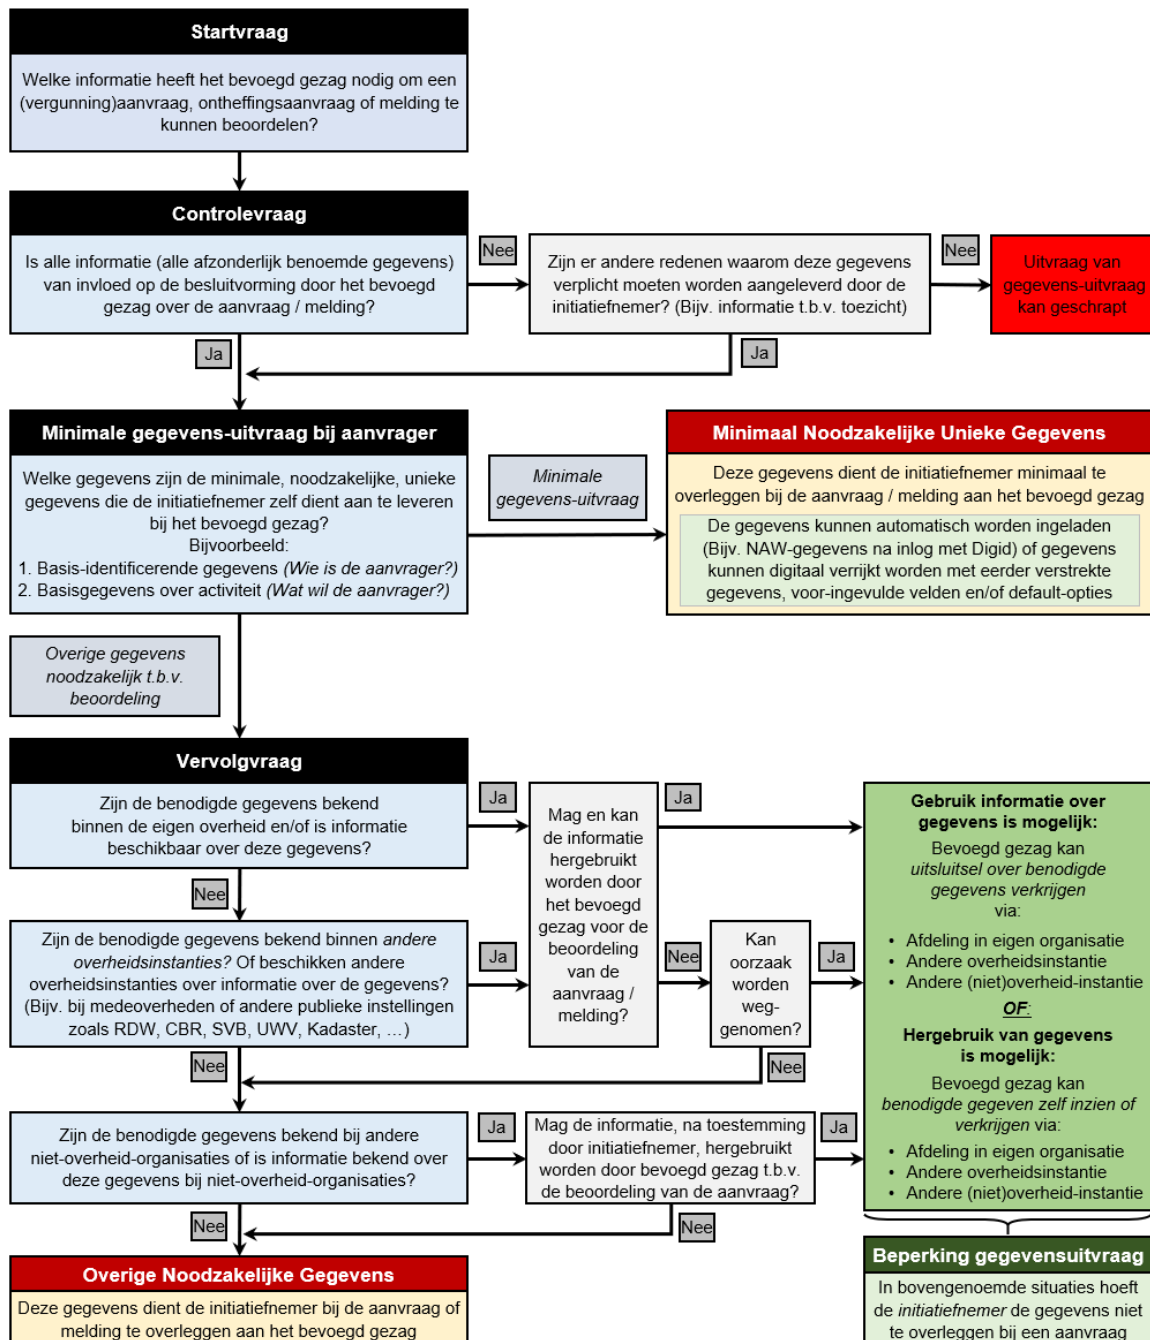 Startvraag
Welke informatie heeft het bevoegd gezag nodig om een
(vergunning)aanvraag, ontheffingsaanvraag of melding te
kunnen beoordelen?
Controlevraag
Is alle informatie (alle afzonderlijk benoemde gegevens)
van invloed op de besluitvorming door het bevoegd
gezag over de aanvraag / melding?
Nee
Zijn er andere redenen waarom deze gegevens
verplicht moeten worden aangeleverd door de
initiatiefnemer? (Bijv. informatie t.b.v. toezicht)
Nee
Uitvraag van
gegevens-uitvraag
kan geschrapt
Ja
Ja
Minimale gegevens-uitvraag bij aanvrager
Welke gegevens zijn de minimale, noodzakelijke, unieke
gegevens die de initiatiefnemer zelf dient aan te leveren
bij het bevoegd gezag?
Bijvoorbeeld:
1. Basis-identificerende gegevens (Wie is de aanvrager?)
2. Basisgegevens over activiteit (Wat wil de aanvrager?)
Minimale
gegevens-uitvraag
Minimaal Noodzakelijke Unieke Gegevens
Deze gegevens dient de initiatiefnemer minimaal te
overleggen bij de aanvraag / melding aan het bevoegd gezag
De gegevens kunnen automatisch worden ingeladen
(Bijv. NAW-gegevens na inlog met Digid) of gegevens
kunnen digitaal verrijkt worden met eerder verstrekte
gegevens, voor-ingevulde velden en/of default-opties
Overige gegevens
noodzakelijk t.b.v.
beoordeling
Vervolgvraag
Zijn de benodigde gegevens bekend
binnen de eigen overheid en/of is informatie
beschikbaar over deze gegevens?
Ja
Nee
Zijn de benodigde gegevens bekend binnen andere
overheidsinstanties? Of beschikken andere
overheidsinstanties over informatie over de gegevens?
(Bijv. bij medeoverheden of andere publieke instellingen
zoals RDW, CBR, SVB, UWV, Kadaster, …)
Ja
Mag en kan
de informatie
hergebruikt
worden door
het bevoegd
gezag voor de
beoordeling
van de
aanvraag /
melding?
Ja
Nee
Kan
oorzaak
worden
weg-
genomen?
Ja
Nee
Nee
Zijn de benodigde gegevens bekend bij andere
niet-overheid-organisaties of is informatie bekend over
deze gegevens bij niet-overheid-organisaties?
Ja
Mag de informatie, na toestemming
door initiatiefnemer, hergebruikt
worden door bevoegd gezag t.b.v.
de beoordeling van de aanvraag?
Ja
Nee
Nee
Gebruik informatie over
gegevens is mogelijk:
Bevoegd gezag kan
uitsluitsel over benodigde
gegevens verkrijgen
via:
• Afdeling in eigen organisatie
• Andere overheidsinstantie
• Andere (niet)overheid-instantie
OF:
Hergebruik van gegevens
is mogelijk:
Bevoegd gezag kan
benodigde gegeven zelf inzien of
verkrijgen via:
• Afdeling in eigen organisatie
• Andere overheidsinstantie
• Andere (niet)overheid-instantie
Overige Noodzakelijke Gegevens
Deze gegevens dient de initiatiefnemer bij de aanvraag of
melding te overleggen aan het bevoegd gezag
Beperking gegevensuitvraag
In bovengenoemde situaties hoeft
de initiatiefnemer de gegevens niet
te overleggen bij een aanvraag